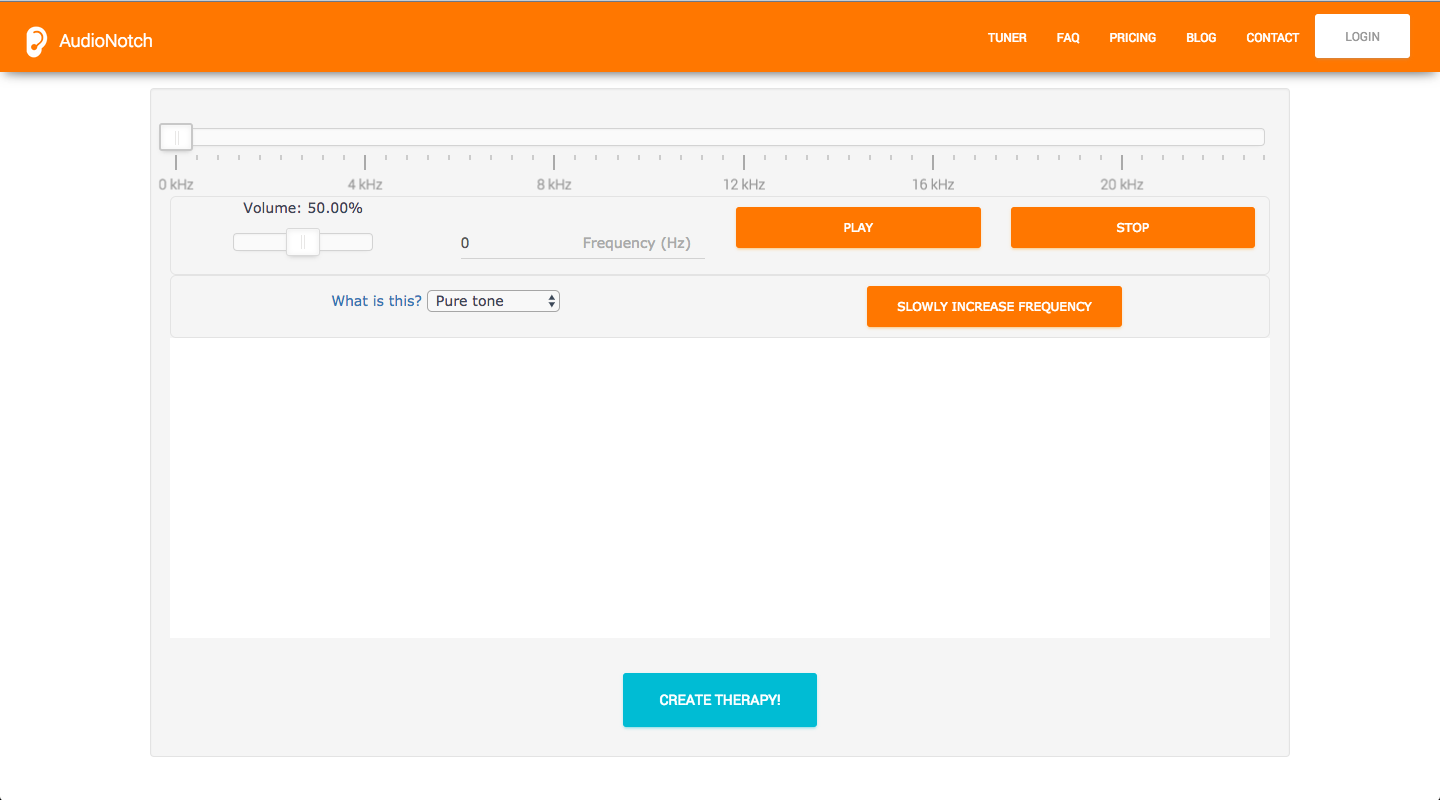 AudioNotch
TUNER FAQ PRICING BLOG CONTACT LOGIN
0 kHz 4 kHz 8 kHz 12 kHz 16 kHz 20 kHz
Volume: 50.00%
0 Frequency (Hz)
PLAY STOP
What is this? Pure tone
SLOWLY INCREASE FREQUENCY
CREATE THERAPY!